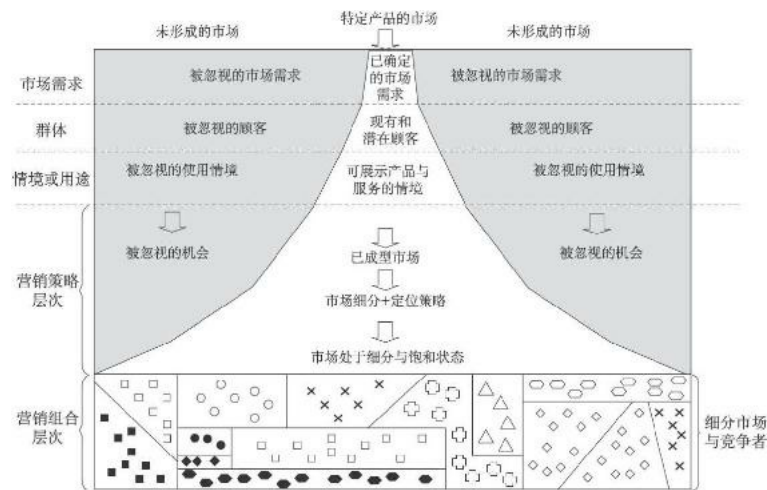 特定产品的市场
未形成的市场
未形成的市场
市场需求
被忽视的市场需求
已确定
的市场
需求
被忽视的市场需求
群体
被忽视的顾客
现有和
潜在顾客
被忽视的顾客
情境或用途
被忽视的使用情境
可展示产品与
服务的情境
被忽视的使用情境
营销策略
层次
被忽视的机会
已成型市场
被忽视的机会
市场细分+定位策略
市场处于细分与饱和状态
营销组合
层次
细分市场
与竞争者